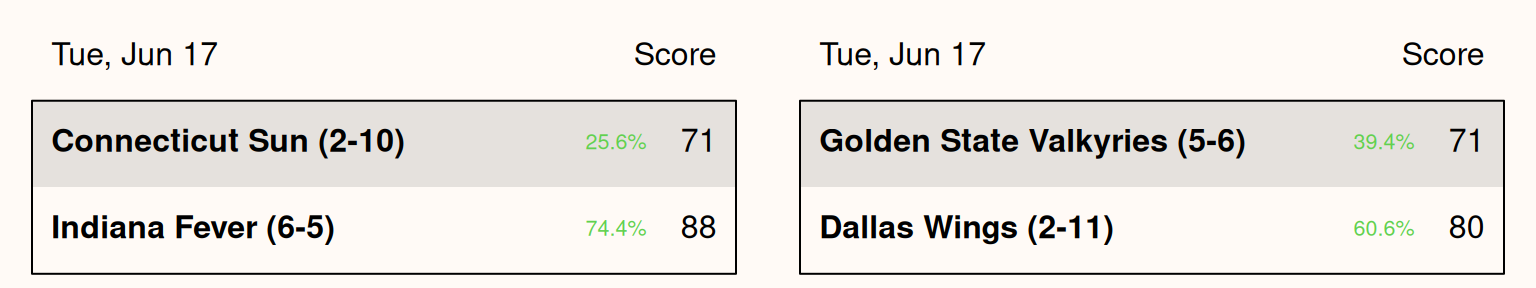 Tue, Jun 17 Score
Connecticut Sun (2-10) 25.6% 71
Indiana Fever (6-5) 74.4% 88
Tue, Jun 17 Score
Golden State Valkyries (5-6) 39.4% 71
Dallas Wings (2-11) 60.6% 80